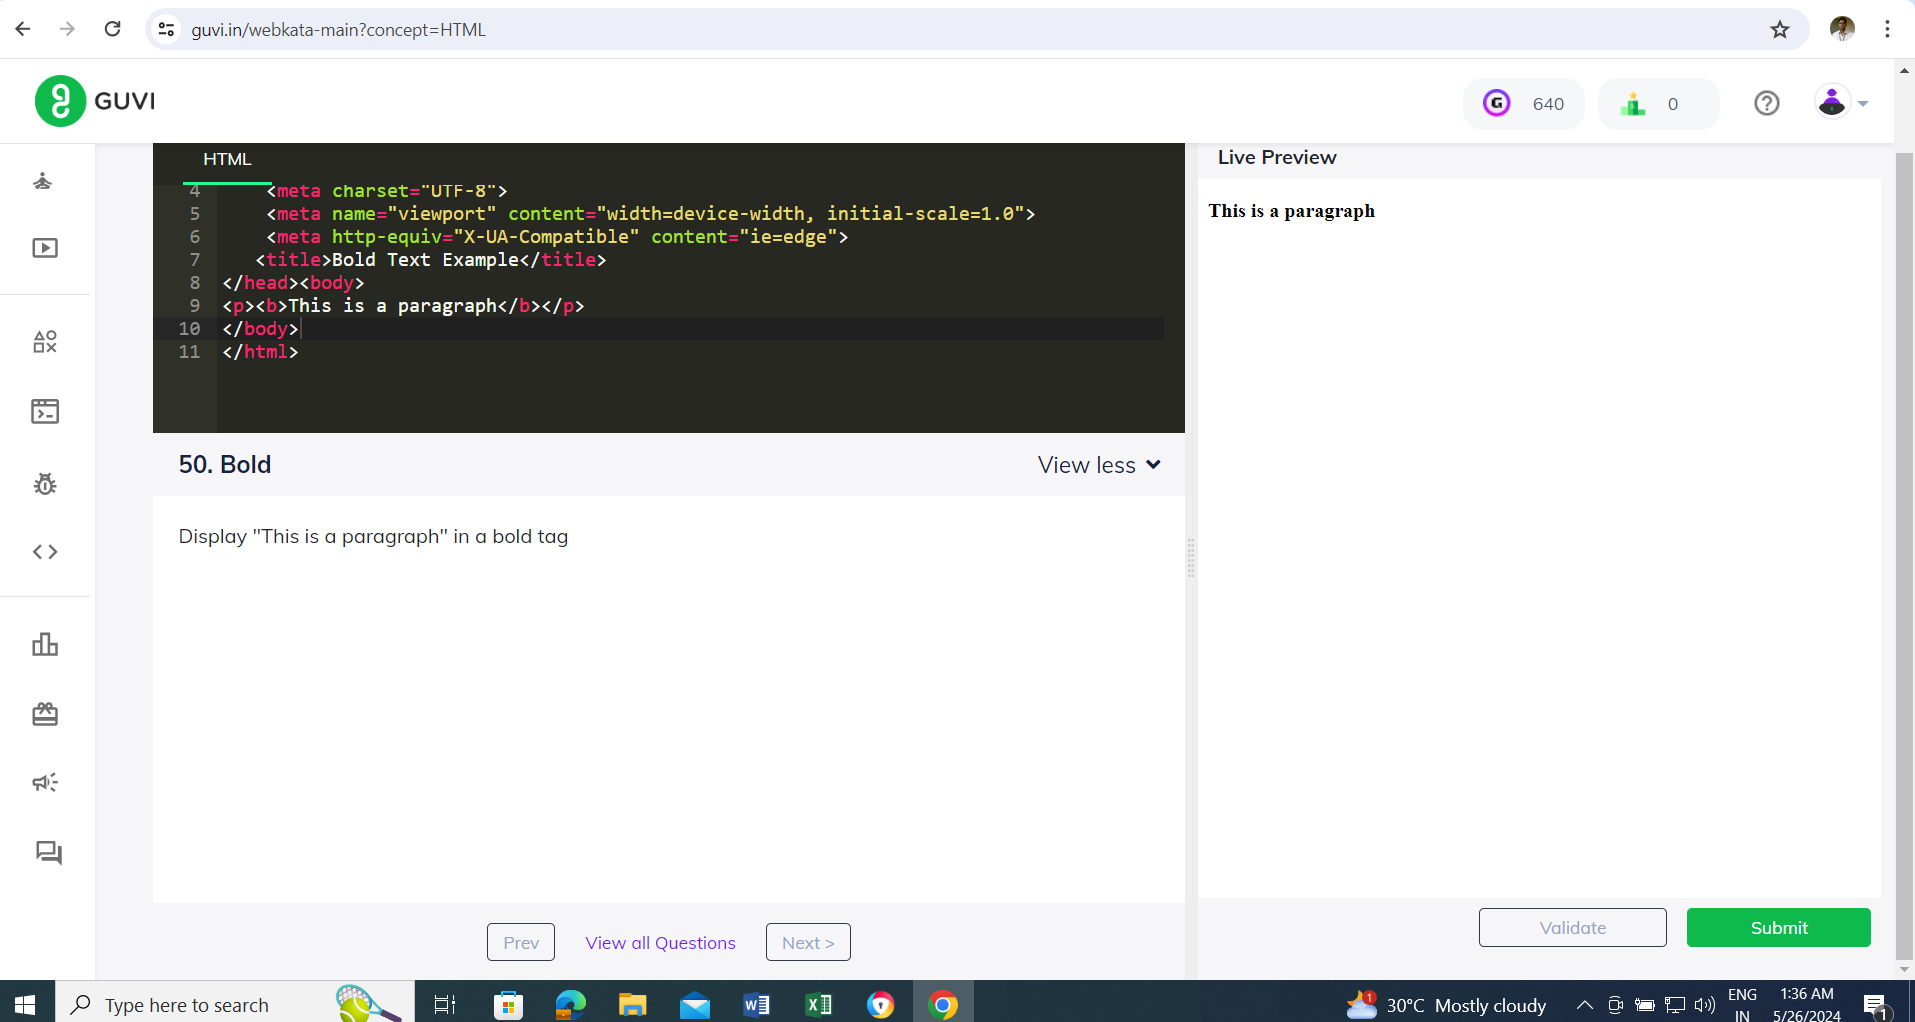 guvi.in/webkata-main?concept=HTML
GUVI
640
0
HTML
4 <meta charset="UTF-8">
5 <meta name="viewport" content="width=device-width, initial-scale=1.0">
6 <meta http-equiv="X-UA-Compatible" content="ie=edge">
7 <title>Bold Text Example</title>
8 </head><body>
9 <p><b>This is a paragraph</b></p>
10 </body>
11 </html>
Live Preview
This is a paragraph
50. Bold
View less
Display "This is a paragraph" in a bold tag
Prev
View all Questions
Next >
Validate
Submit
Type here to search
1
30°C Mostly cloudy
ENG
IN
1:36 AM
5/26/2024
1